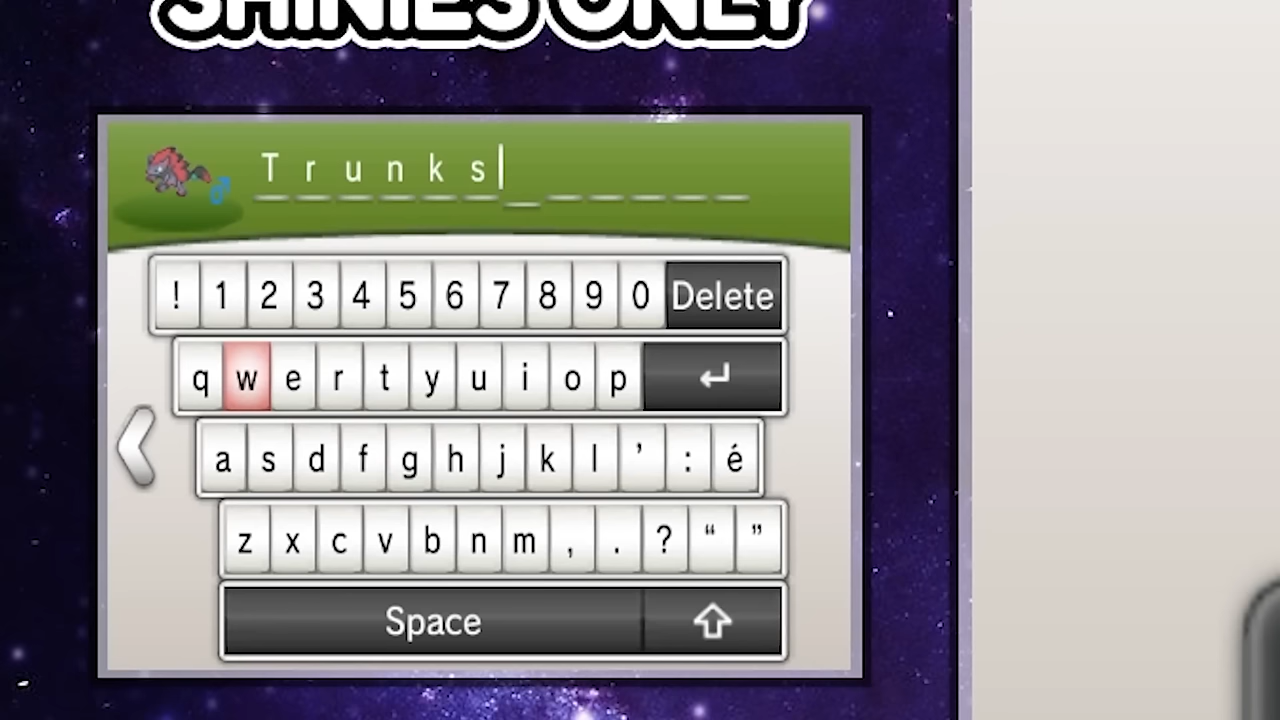 SHINIES ONLY
♂ Trunks
! 1 2 3 4 5 6 7 8 9 0 Delete
q w e r t y u i o p ↵
a s d f g h j k l ’ : é
z x c v b n m , . ? “ ”
Space